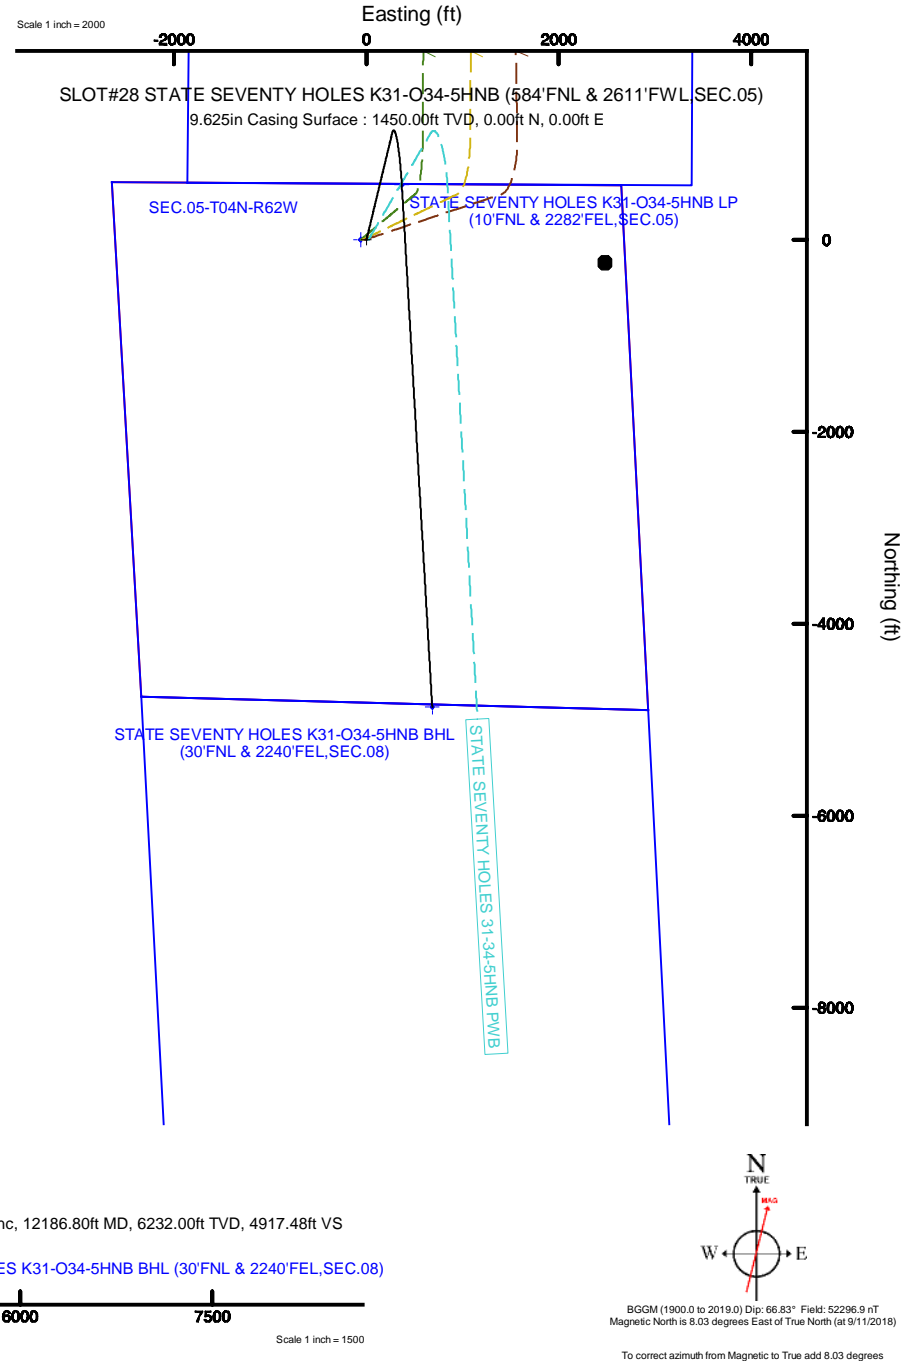 Easting (ft)
Scale 1 inch = 2000
-2000 0 2000 4000
SLOT#28 STATE SEVENTY HOLES K31-O34-5HNB (584'FNL & 2611'FWL,SEC.05)
9.625in Casing Surface : 1450.00ft TVD, 0.00ft N, 0.00ft E
SEC.05-T04N-R62W
STATE SEVENTY HOLES K31-O34-5HNB LP
(10'FNL & 2282'FEL,SEC.05)
0
-2000
Northing (ft)
-4000
STATE SEVENTY HOLES K31-O34-5HNB BHL
(30'FNL & 2240'FEL,SEC.08)
STATE SEVENTY HOLES 31-34-5HNB PWB
-6000
-8000
N
TRUE
MAG
W E
nc, 12186.80ft MD, 6232.00ft TVD, 4917.48ft VS
ES K31-O34-5HNB BHL (30'FNL & 2240'FEL,SEC.08)
6000 7500
Scale 1 inch = 1500
BGGM (1900.0 to 2019.0) Dip: 66.83° Field: 52296.9 nT
Magnetic North is 8.03 degrees East of True North (at 9/11/2018)
To correct azimuth from Magnetic to True add 8.03 degrees